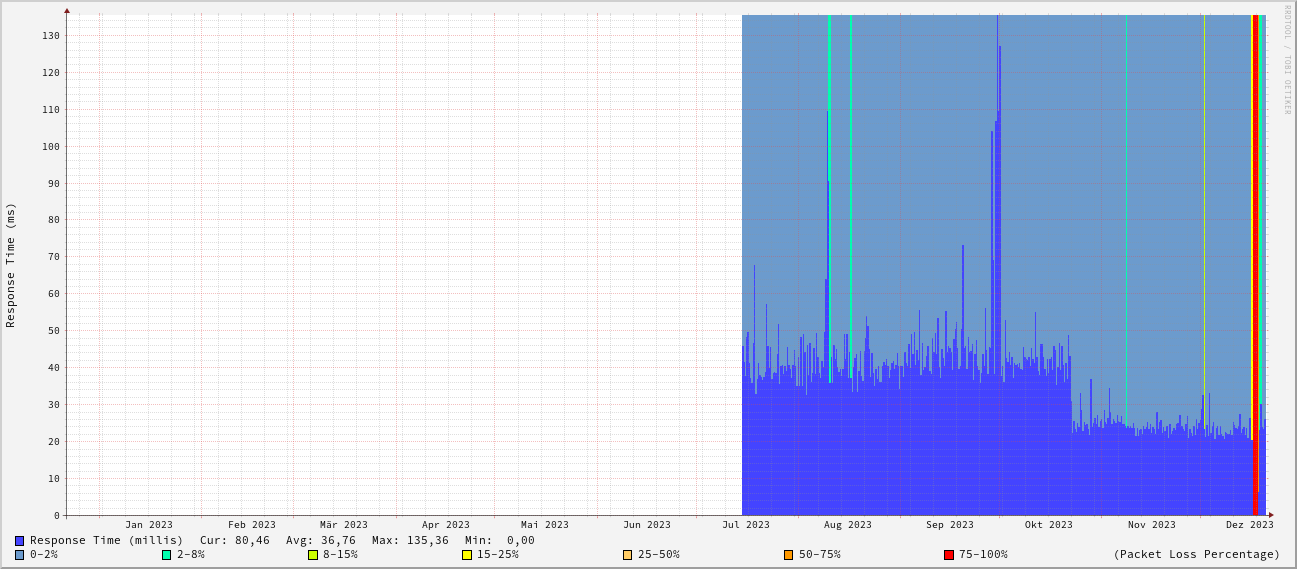 RRDTOOL / TOBI OETIKER
Response Time (ms)
130
120
110
100
90
80
70
60
50
40
30
20
10
0
Jan 2023 Feb 2023 Mär 2023 Apr 2023 Mai 2023 Jun 2023 Jul 2023 Aug 2023 Sep 2023 Okt 2023 Nov 2023 Dez 2023
Response Time (millis) Cur: 80,46 Avg: 36,76 Max: 135,36 Min: 0,00
0-2% 2-8% 8-15% 15-25% 25-50% 50-75% 75-100% (Packet Loss Percentage)